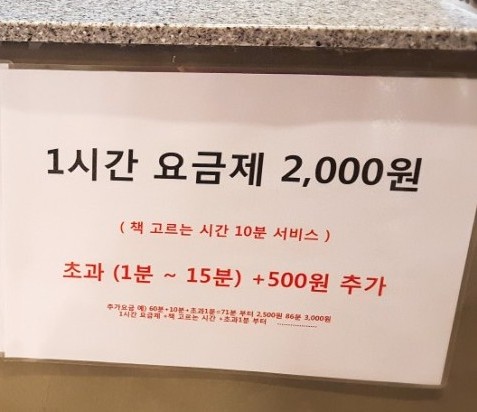 1시간 요금제 2,000원
( 책 고르는 시간 10분 서비스 )
초과 (1분 ~ 15분) +500원 추가
추가요금 예) 60분+10분+초과1분=71분 부터 2,500원 86분 3,000원
1시간 요금제 +책 고르는 시간 +초과1분 부터 ..................